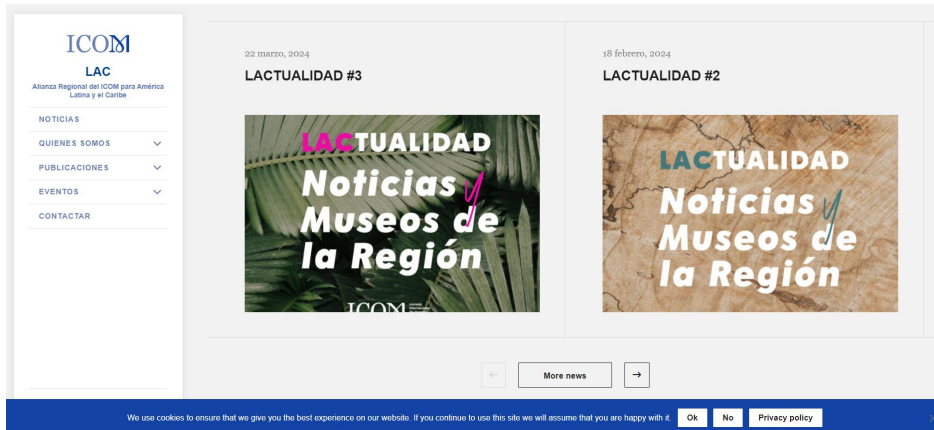 ICOM
LAC
Alianza Regional del ICOM para América
Latina y el Caribe
NOTICIAS
QUIENES SOMOS
PUBLICACIONES
EVENTOS
CONTACTAR
22 marzo, 2024
LACTUALIDAD #3
LACTUALIDAD
Noticias y
Museos de
la Región
ICOM
18 febrero, 2024
LACTUALIDAD #2
LACTUALIDAD
Noticias y
Museos de
la Región
← More news →
We use cookies to ensure that we give you the best experience on our website. If you continue to use this site we will assume that you are happy with it. Ok No Privacy policy